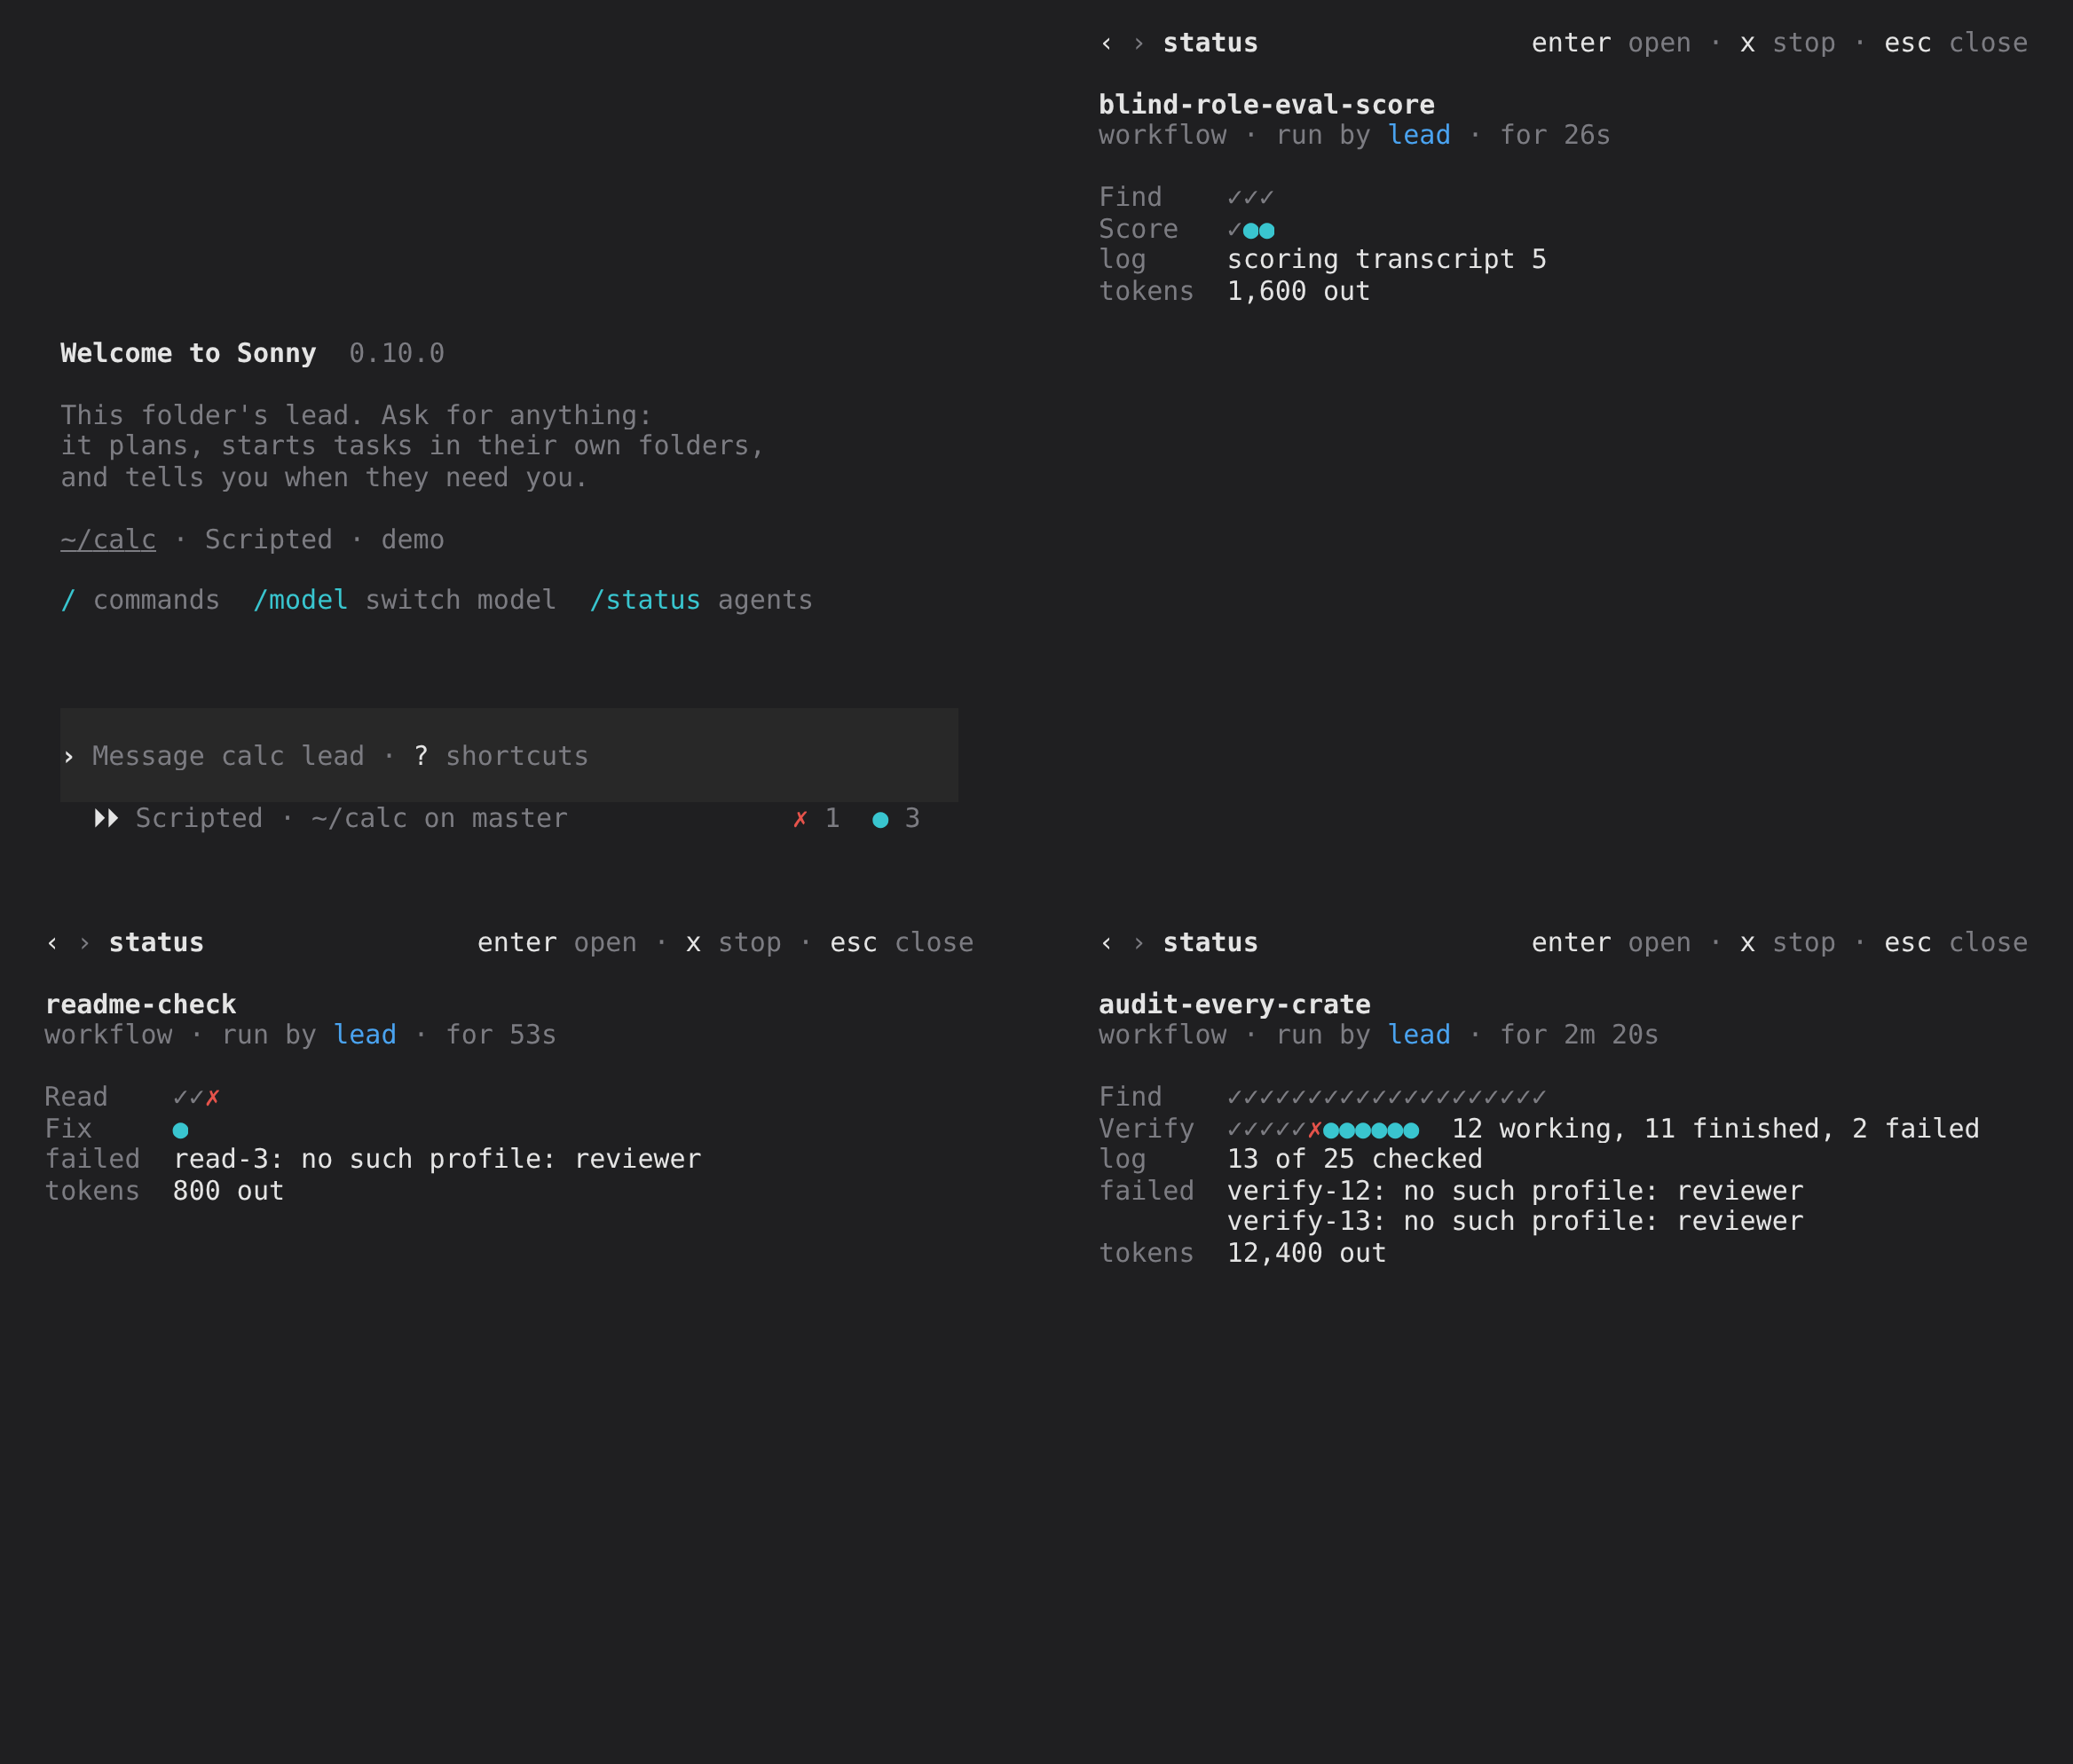 Welcome to Sonny  0.10.0
This folder's lead. Ask for anything:
it plans, starts tasks in their own folders,
and tells you when they need you.
~/calc · Scripted · demo
/ commands  /model switch model  /status agents
› Message calc lead · ? shortcuts
⏵⏵ Scripted · ~/calc on master  ✗ 1  ● 3
‹ › status  enter open · x stop · esc close
blind-role-eval-score
workflow · run by lead · for 26s
Find  ✓✓✓
Score  ✓●●
log  scoring transcript 5
tokens  1,600 out
‹ › status  enter open · x stop · esc close
readme-check
workflow · run by lead · for 53s
Read  ✓✓✗
Fix  ●
failed  read-3: no such profile: reviewer
tokens  800 out
‹ › status  enter open · x stop · esc close
audit-every-crate
workflow · run by lead · for 2m 20s
Find  ✓✓✓✓✓✓✓✓✓✓✓✓✓✓✓✓✓✓✓✓
Verify  ✓✓✓✓✓✗●●●●●●  12 working, 11 finished, 2 failed
log  13 of 25 checked
failed  verify-12: no such profile: reviewer
verify-13: no such profile: reviewer
tokens  12,400 out